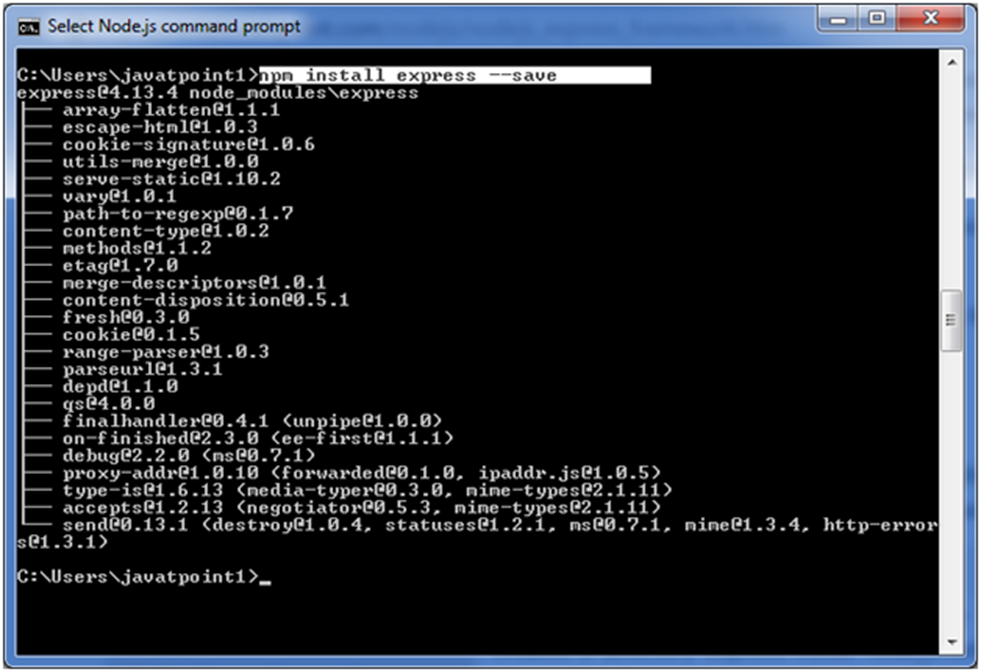 Select Node.js command prompt
C:\Users\javatpoint1>npm install express --save
express@4.13.4 node_modules\express
├── array-flatten@1.1.1
├── escape-html@1.0.3
├── cookie-signature@1.0.6
├── utils-merge@1.0.0
├── serve-static@1.10.2
├── vary@1.0.1
├── path-to-regexp@0.1.7
├── content-type@1.0.2
├── methods@1.1.2
├── etag@1.7.0
├── merge-descriptors@1.0.1
├── content-disposition@0.5.1
├── fresh@0.3.0
├── cookie@0.1.5
├── range-parser@1.0.3
├── parseurl@1.3.1
├── depd@1.1.0
├── qs@4.0.0
├── finalhandler@0.4.1 (unpipe@1.0.0)
├── on-finished@2.3.0 (ee-first@1.1.1)
├── debug@2.2.0 (ms@0.7.1)
├── proxy-addr@1.0.10 (forwarded@0.1.0, ipaddr.js@1.0.5)
├── type-is@1.6.13 (media-typer@0.3.0, mime-types@2.1.11)
├── accepts@1.2.13 (negotiator@0.5.3, mime-types@2.1.11)
└── send@0.13.1 (destroy@1.0.4, statuses@1.2.1, ms@0.7.1, mime@1.3.4, http-error
s@1.3.1)
C:\Users\javatpoint1>_